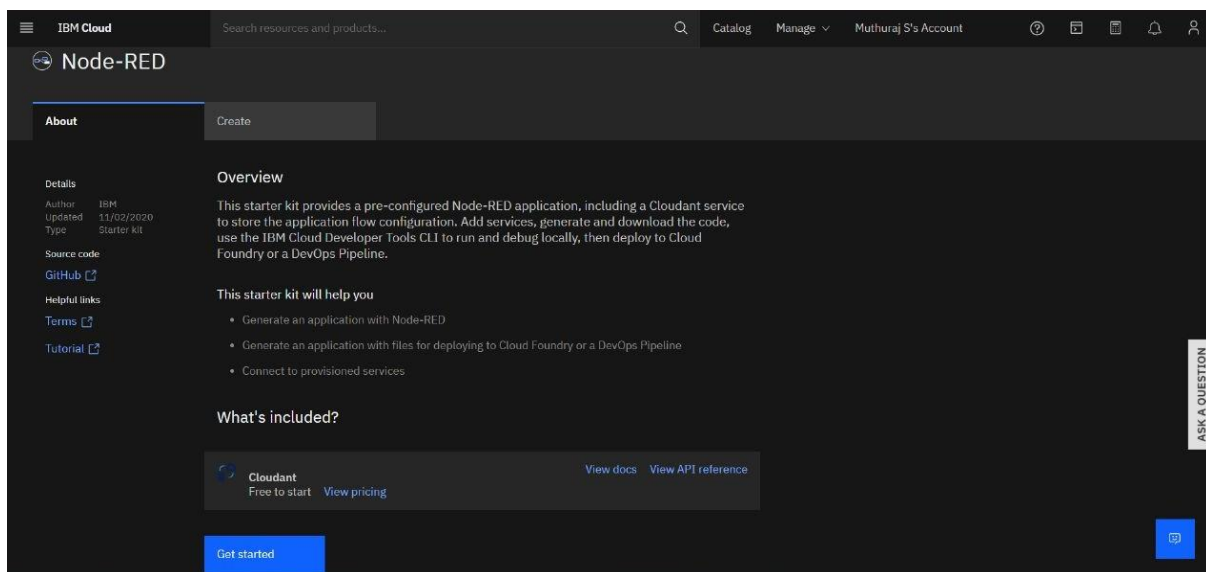 IBM Cloud
Search resources and products...
Catalog
Manage
Muthuraj S's Account
Node-RED
About
Create
Details
Author IBM
Updated 11/02/2020
Type Starter kit
Source code
GitHub
Helpful links
Terms
Tutorial
Overview
This starter kit provides a pre-configured Node-RED application, including a Cloudant service
to store the application flow configuration. Add services, generate and download the code,
use the IBM Cloud Developer Tools CLI to run and debug locally, then deploy to Cloud
Foundry or a DevOps Pipeline.
This starter kit will help you
• Generate an application with Node-RED
• Generate an application with files for deploying to Cloud Foundry or a DevOps Pipeline
• Connect to provisioned services
What's included?
Cloudant
Free to start View pricing
View docs View API reference
Get started
ASK A QUESTION